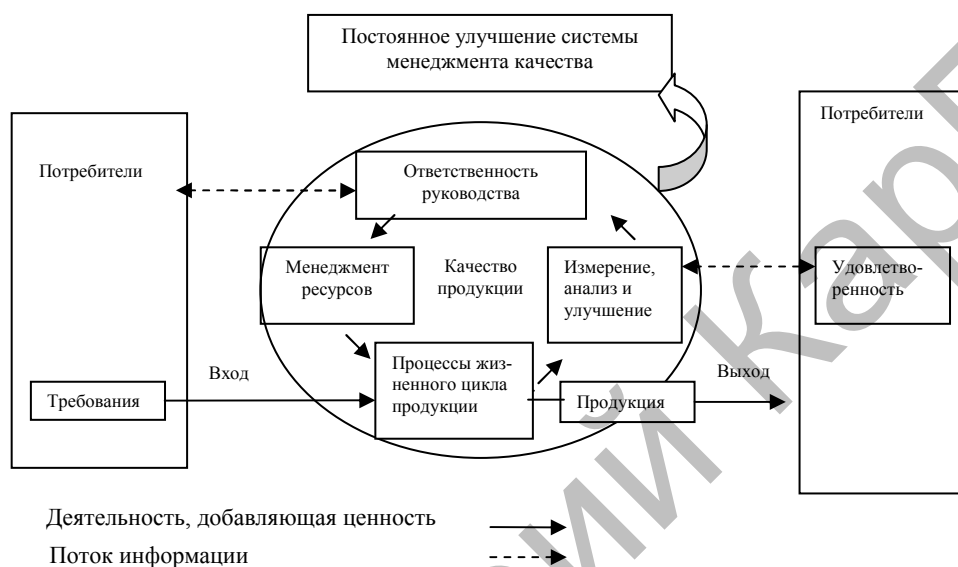 Постоянное улучшение системы
менеджмента качества
Потребители
Потребители
Ответственность
руководства
Менеджмент
ресурсов
Качество
продукции
Измерение,
анализ и
улучшение
Удовлетво-
ренность
Процессы жиз-
ненного цикла
продукции
Вход
Выход
Требования
Продукция
Деятельность, добавляющая ценность
Поток информации